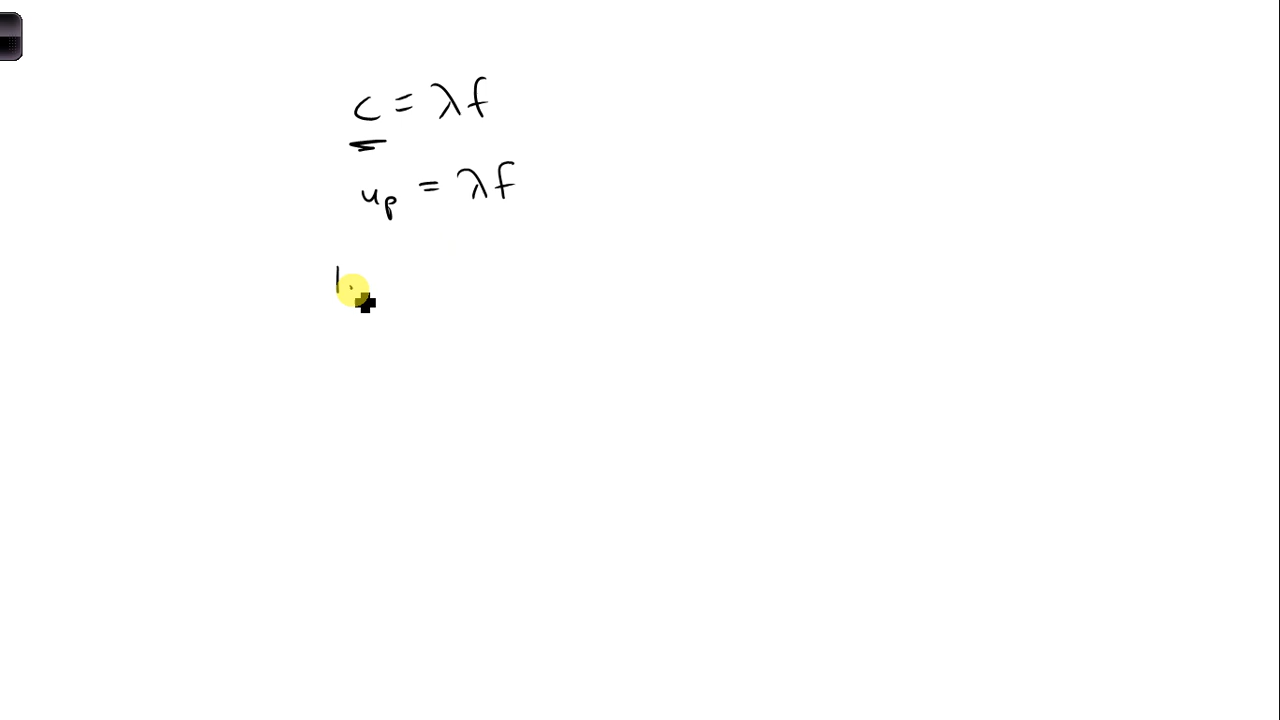 c = λf
u_p = λf